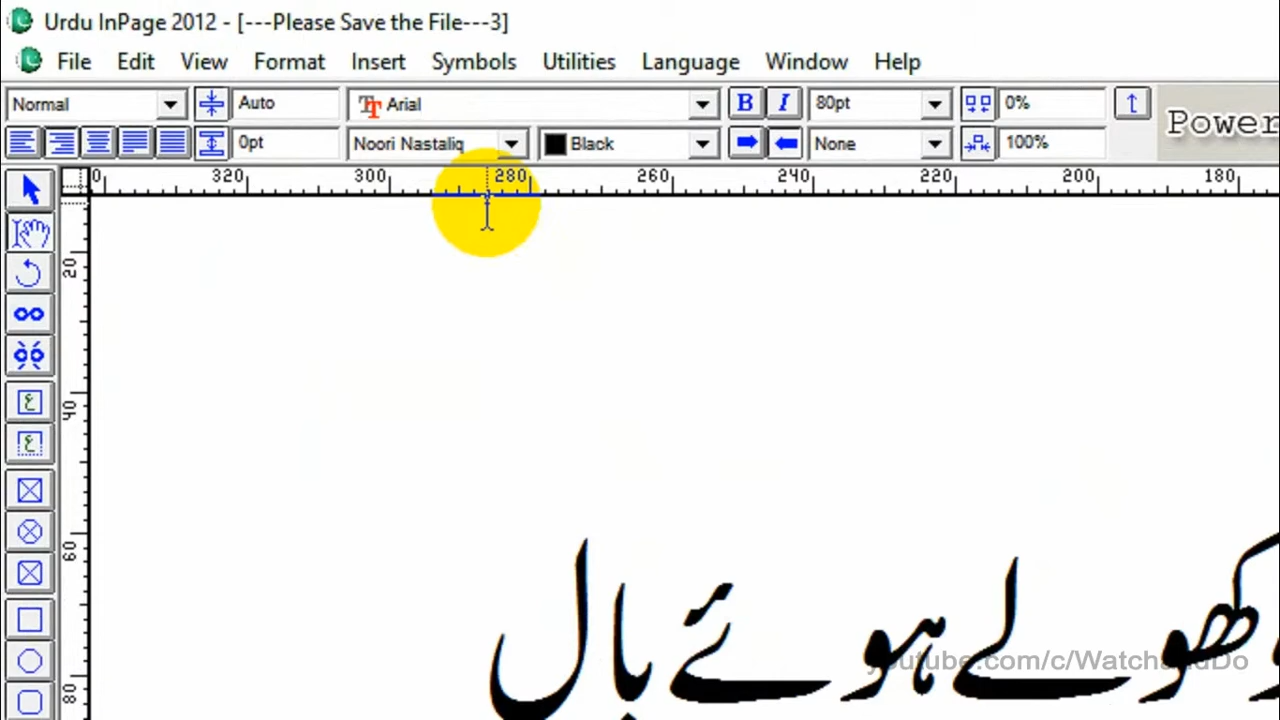 Urdu InPage 2012 - [---Please Save the File---3]
File Edit View Format Insert Symbols Utilities Language Window Help
Normal Auto TT Arial B I 80pt 0% Power
0pt Noori Nastaliq Black None 100%
0 320 300 280 260 240 220 200 180
20
40
60
80
ع
ع
کھولے ہوئے بال
youtube.com/c/WatchandDo